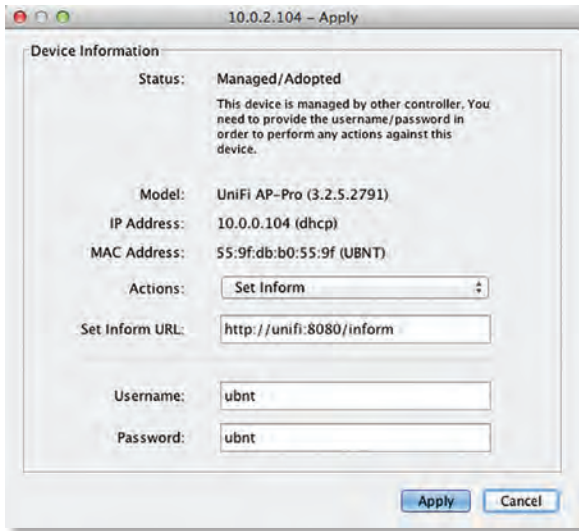 10.0.2.104 – Apply
Device Information
Status: Managed/Adopted
This device is managed by other controller. You
need to provide the username/password in
order to perform any actions against this
device.
Model: UniFi AP-Pro (3.2.5.2791)
IP Address: 10.0.0.104 (dhcp)
MAC Address: 55:9f:db:b0:55:9f (UBNT)
Actions: Set Inform
Set Inform URL: http://unifi:8080/inform
Username: ubnt
Password: ubnt
Apply Cancel